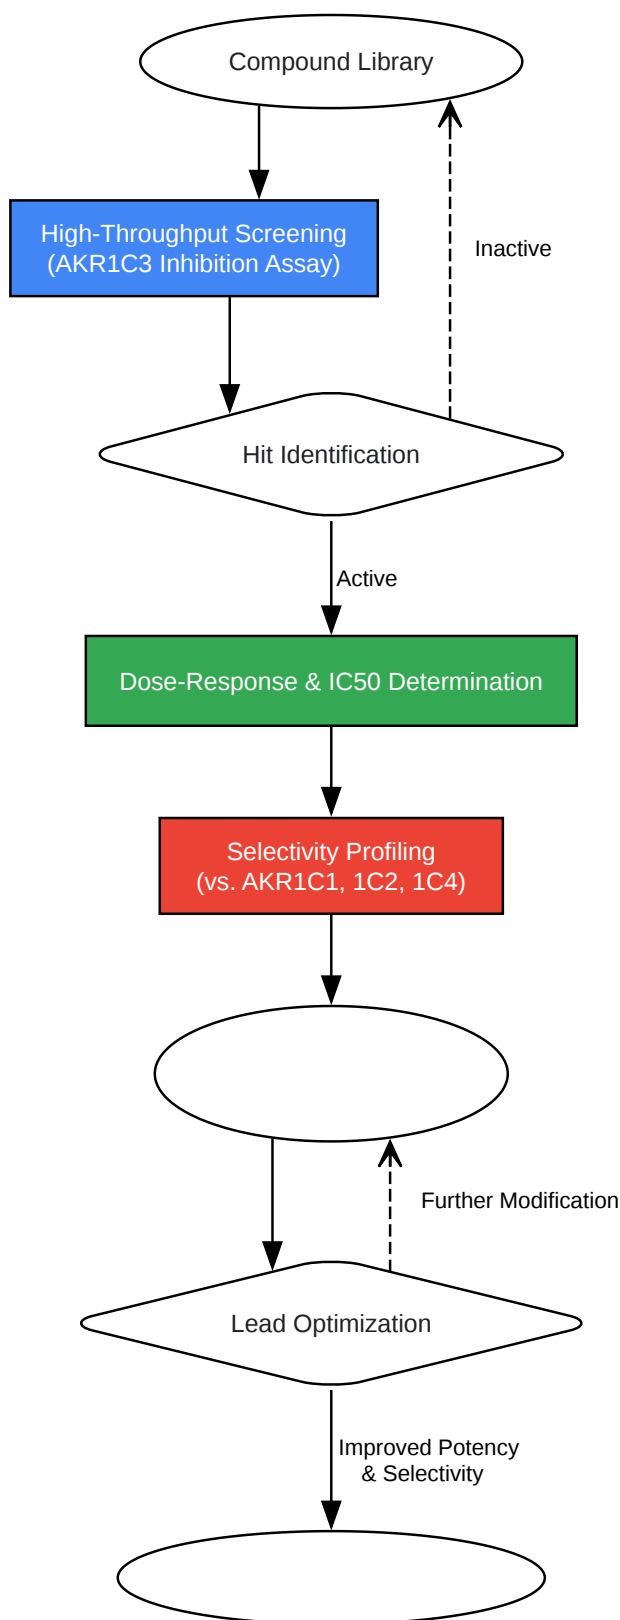 Compound Library
High-Throughput Screening
(AKR1C3 Inhibition Assay)
Inactive
Hit Identification
Active
Dose-Response & IC50 Determination
Selectivity Profiling
(vs. AKR1C1, 1C2, 1C4)
Further Modification
Lead Optimization
Improved Potency
& Selectivity